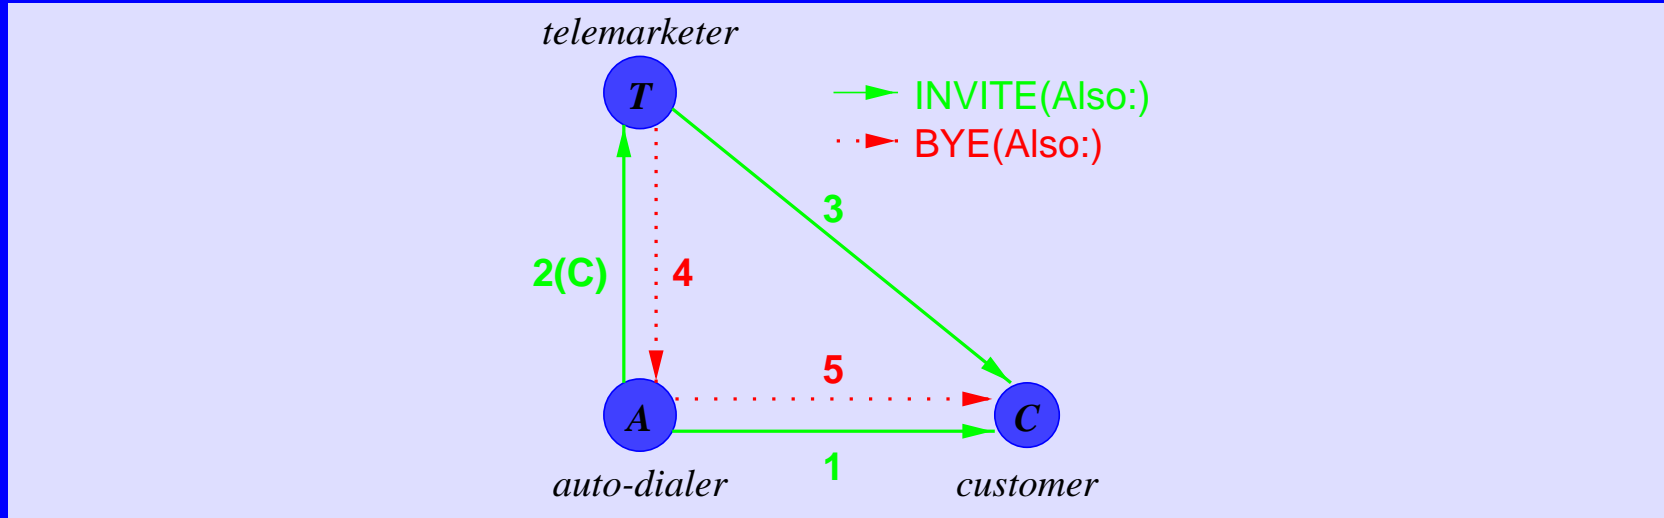 telemarketer
T
INVITE(Also:)
BYE(Also:)
3
2(C)
4
5
A
C
1
auto-dialer
customer